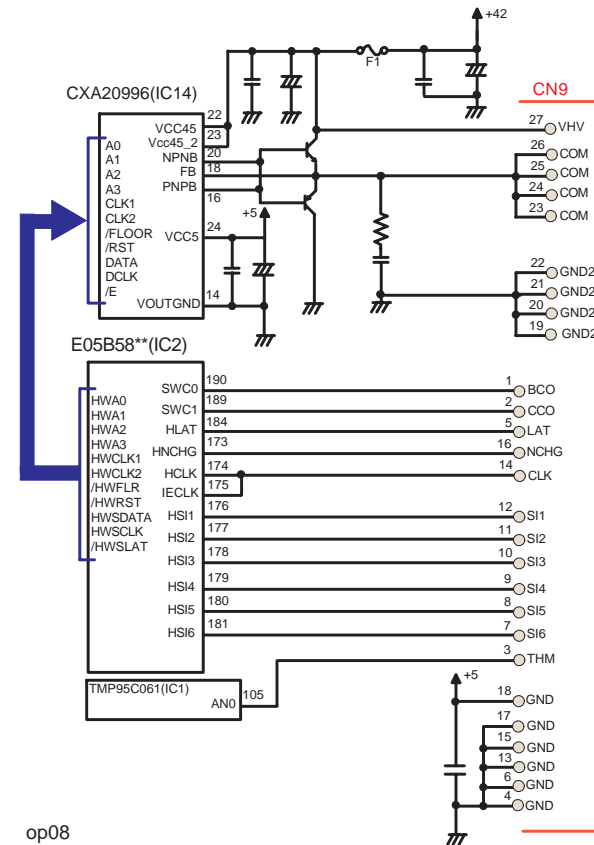 +42
F1
CN9
CXA20996(IC14)
22
VCC45
23
Vcc45_2
20
NPNB
18
FB
PNPB
16
A0
A1
A2
A3
CLK1
CLK2
/FLOOR
/RST
DATA
DCLK
/E
+5
24
VCC5
14
VOUTGND
27 VHV
26 COM
25 COM
24 COM
23 COM
22 GND2
21 GND2
20 GND2
19 GND2
E05B58**(IC2)
HWA0
HWA1
HWA2
HWA3
HWCLK1
HWCLK2
/HWFLR
/HWRST
HWSDATA
HWSCLK
/HWSLAT
SWC0 190 1 BCO
SWC1 189 2 CCO
HLAT 184 5 LAT
HNCHG 173 16 NCHG
HCLK 174 14 CLK
IECLK 175
HSI1 176 12 SI1
HSI2 177 11 SI2
HSI3 178 10 SI3
HSI4 179 9 SI4
HSI5 180 8 SI5
HSI6 181 7 SI6
3 THM
TMP95C061(IC1)
AN0 105
+5
18 GND
17 GND
15 GND
13 GND
6 GND
4 GND
op08